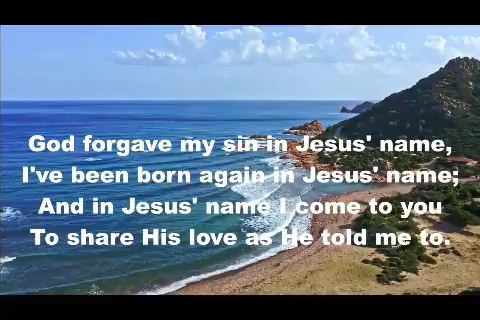 God forgave my sin in Jesus' name,
I've been born again in Jesus' name;
And in Jesus' name I come to you
To share His love as He told me to.